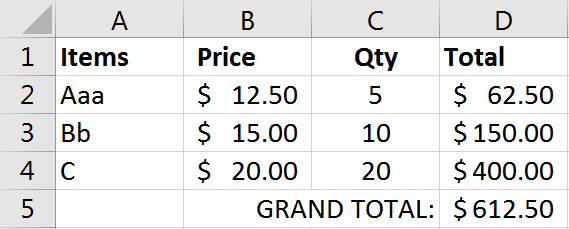 A B C D
1 Items Price Qty Total
2 Aaa $ 12.50 5 $ 62.50
3 Bb $ 15.00 10 $150.00
4 C $ 20.00 20 $400.00
5 GRAND TOTAL: $612.50